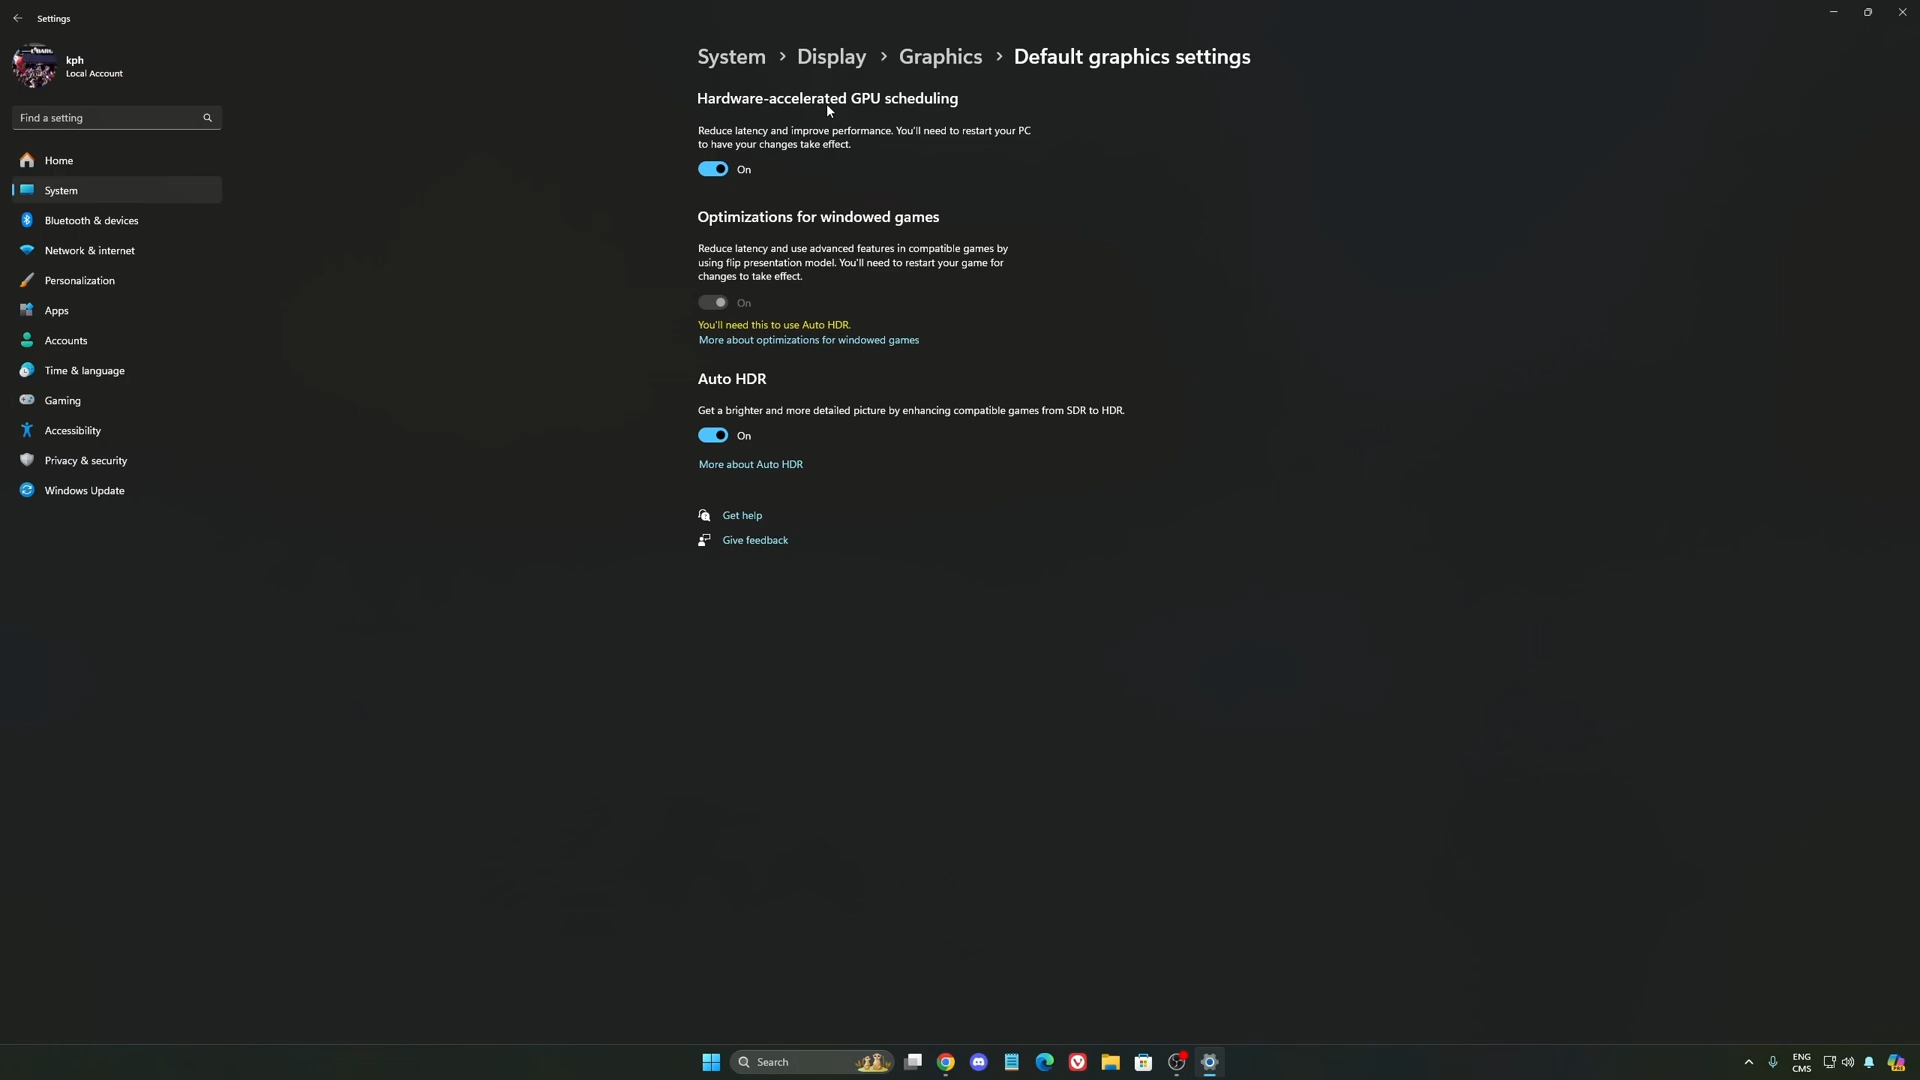 Settings
kph
Local Account
Find a setting
Home
System
Bluetooth & devices
Network & internet
Personalization
Apps
Accounts
Time & language
Gaming
Accessibility
Privacy & security
Windows Update
System > Display > Graphics > Default graphics settings
Hardware-accelerated GPU scheduling
Reduce latency and improve performance. You'll need to restart your PC
to have your changes take effect.
On
Optimizations for windowed games
Reduce latency and use advanced features in compatible games by
using flip presentation model. You'll need to restart your game for
changes to take effect.
On
You'll need this to use Auto HDR.
More about optimizations for windowed games
Auto HDR
Get a brighter and more detailed picture by enhancing compatible games from SDR to HDR.
On
More about Auto HDR
Get help
Give feedback
Search
ENG
CMS